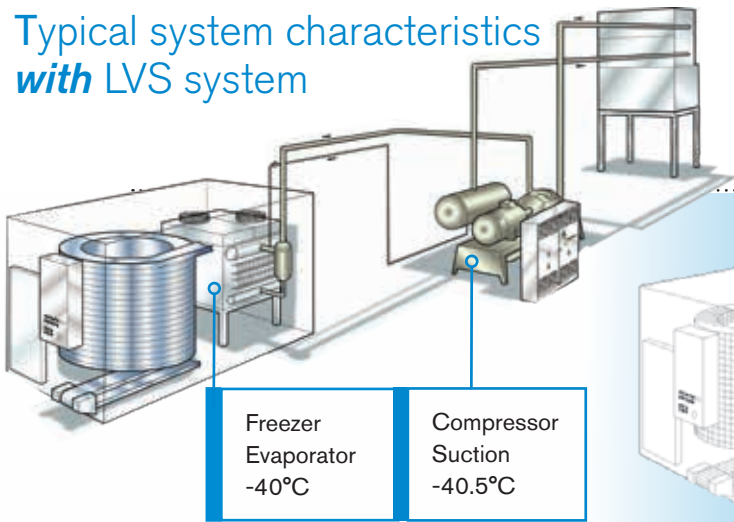 Typical system characteristics
with LVS system
Freezer
Evaporator
-40°C
Compressor
Suction
-40.5°C